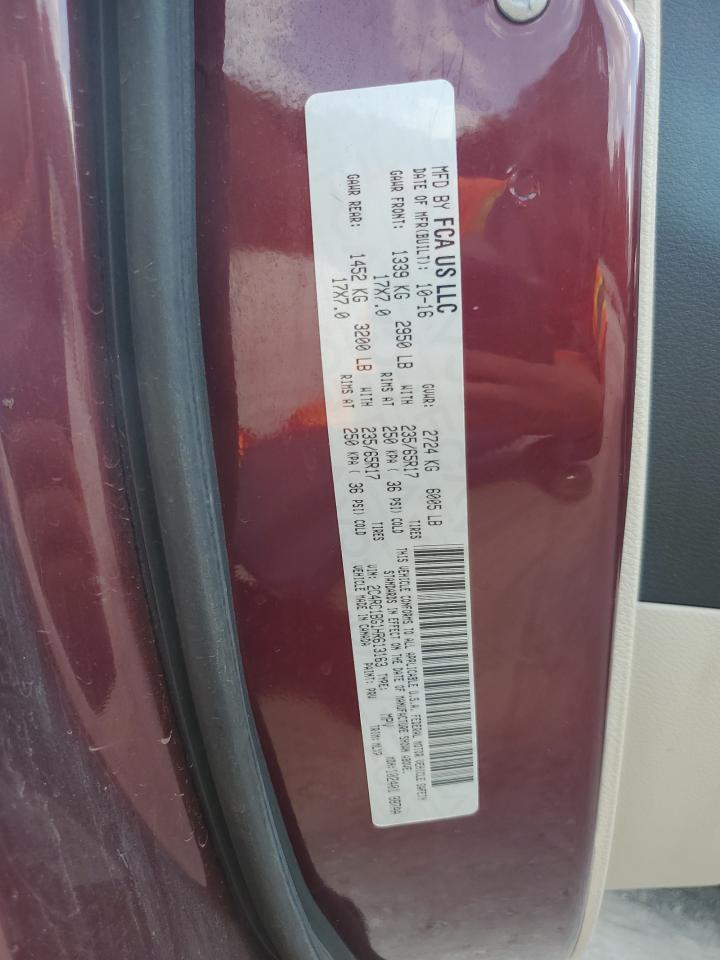 MFD BY FCA US LLC
DATE OF MFR(BUILT): 10-16 GVWR: 2724 KG 6005 LB
GAWR FRONT: 1339 KG 2950 LB WITH 235/65R17 TIRES
17X7.0 RIMS AT 250 KPA ( 36 PSI) COLD
GAWR REAR: 1452 KG 3200 LB WITH 235/65R17 TIRES
17X7.0 RIMS AT 250 KPA ( 36 PSI) COLD
THIS VEHICLE CONFORMS TO ALL APPLICABLE U.S.A. FEDERAL MOTOR VEHICLE SAFETY
STANDARDS IN EFFECT ON THE DATE OF MANUFACTURE SHOWN ABOVE.
VIN: 2C4RC1BG1HR613163 TYPE: MPV
VEHICLE MADE IN CANADA PAINT: PRV TRIM: